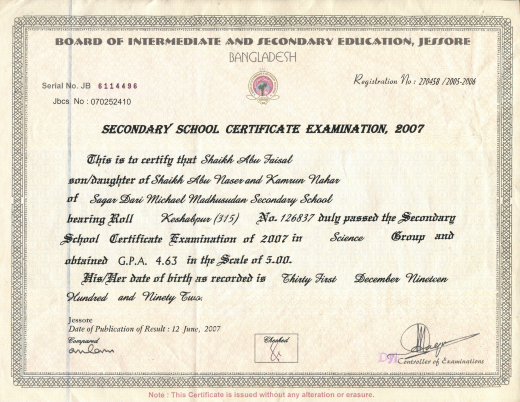 BOARD OF INTERMEDIATE AND SECONDARY EDUCATION, JESSORE
BANGLADESH
Serial No. JB 6114496
Registration No : 270458 /2005-2006
Jbcs No : 070252410
SECONDARY SCHOOL CERTIFICATE EXAMINATION, 2007
This is to certify that Shaikh Abu Faisal
son/daughter of Shaikh Abu Naser and Kamrun Nahar
of Sagar Dari Michael Madhusudan Secondary School
bearing Roll Keshabpur (315) No. 126837 duly passed the Secondary
School Certificate Examination of 2007 in Science Group and
obtained G.P.A. 4.63 in the Scale of 5.00.
His/Her date of birth as recorded is Thirty First December Nineteen
Hundred and Ninety Two.
Jessore
Date of Publication of Result : 12 June, 2007
Compared
Checked
Controller of Examinations
Note : This Certificate is issued without any alteration or erasure.